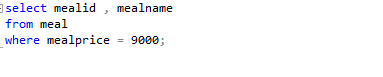 select mealid , mealname
from meal
where mealprice = 9000;